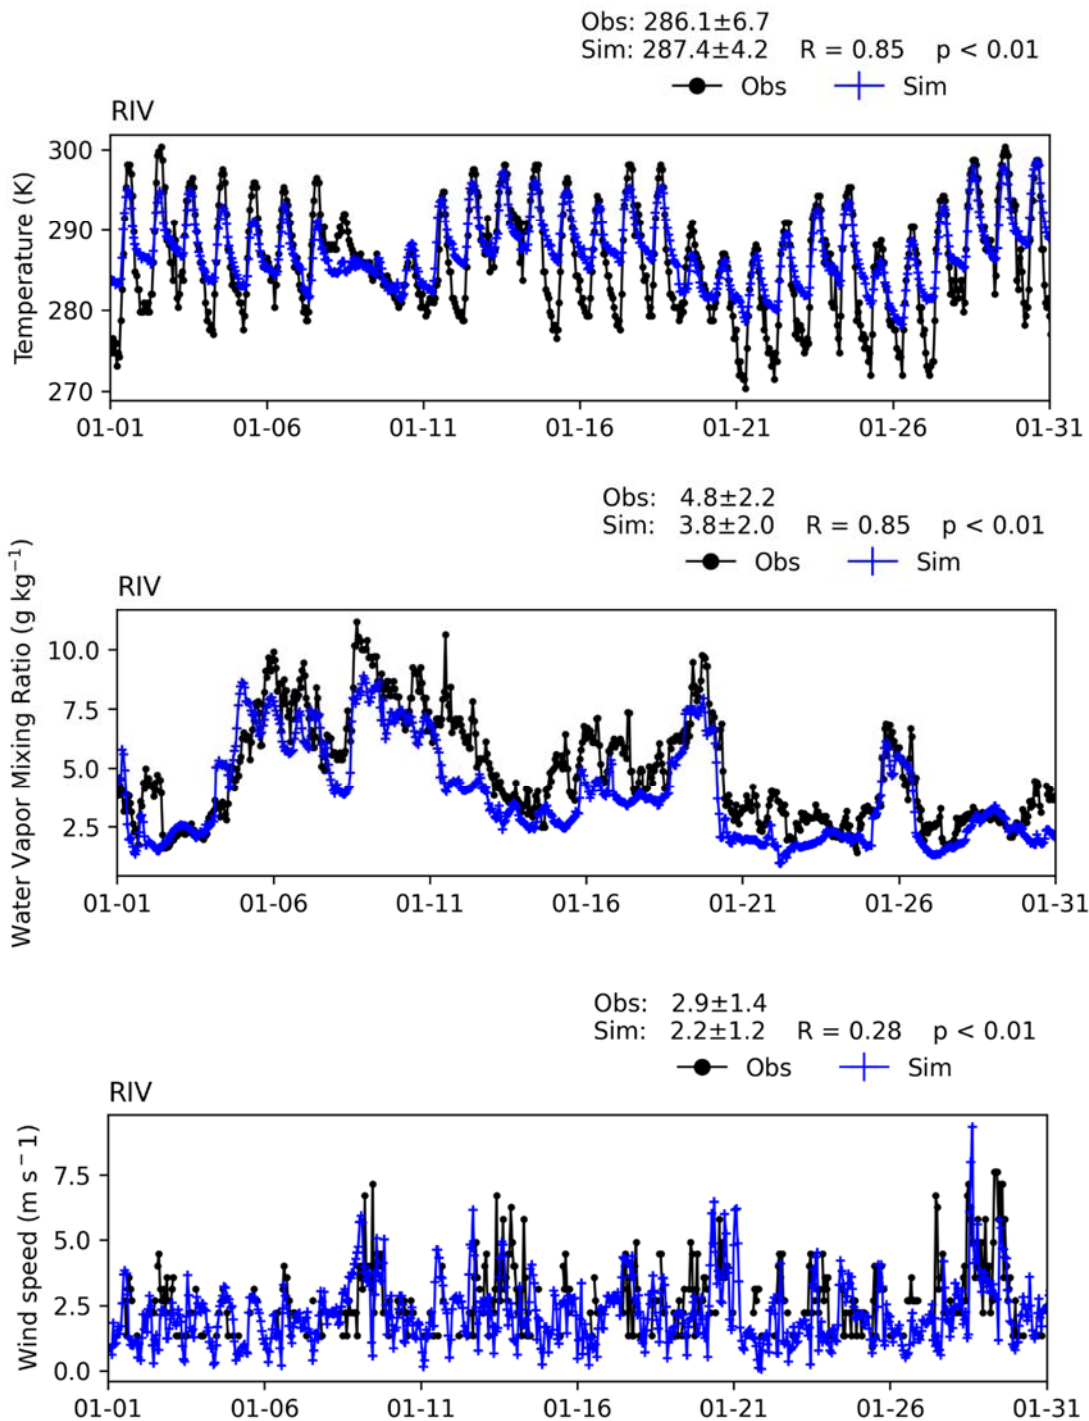 Obs: 286.1±6.7
Sim: 287.4±4.2 R = 0.85 p < 0.01
Obs Sim
RIV
Temperature (K)
300
290
280
270
01-01 01-06 01-11 01-16 01-21 01-26 01-31
Obs: 4.8±2.2
Sim: 3.8±2.0 R = 0.85 p < 0.01
Obs Sim
RIV
Water Vapor Mixing Ratio (g kg⁻¹)
10.0
7.5
5.0
2.5
01-01 01-06 01-11 01-16 01-21 01-26 01-31
Obs: 2.9±1.4
Sim: 2.2±1.2 R = 0.28 p < 0.01
Obs Sim
RIV
Wind speed (m s⁻1)
7.5
5.0
2.5
0.0
01-01 01-06 01-11 01-16 01-21 01-26 01-31